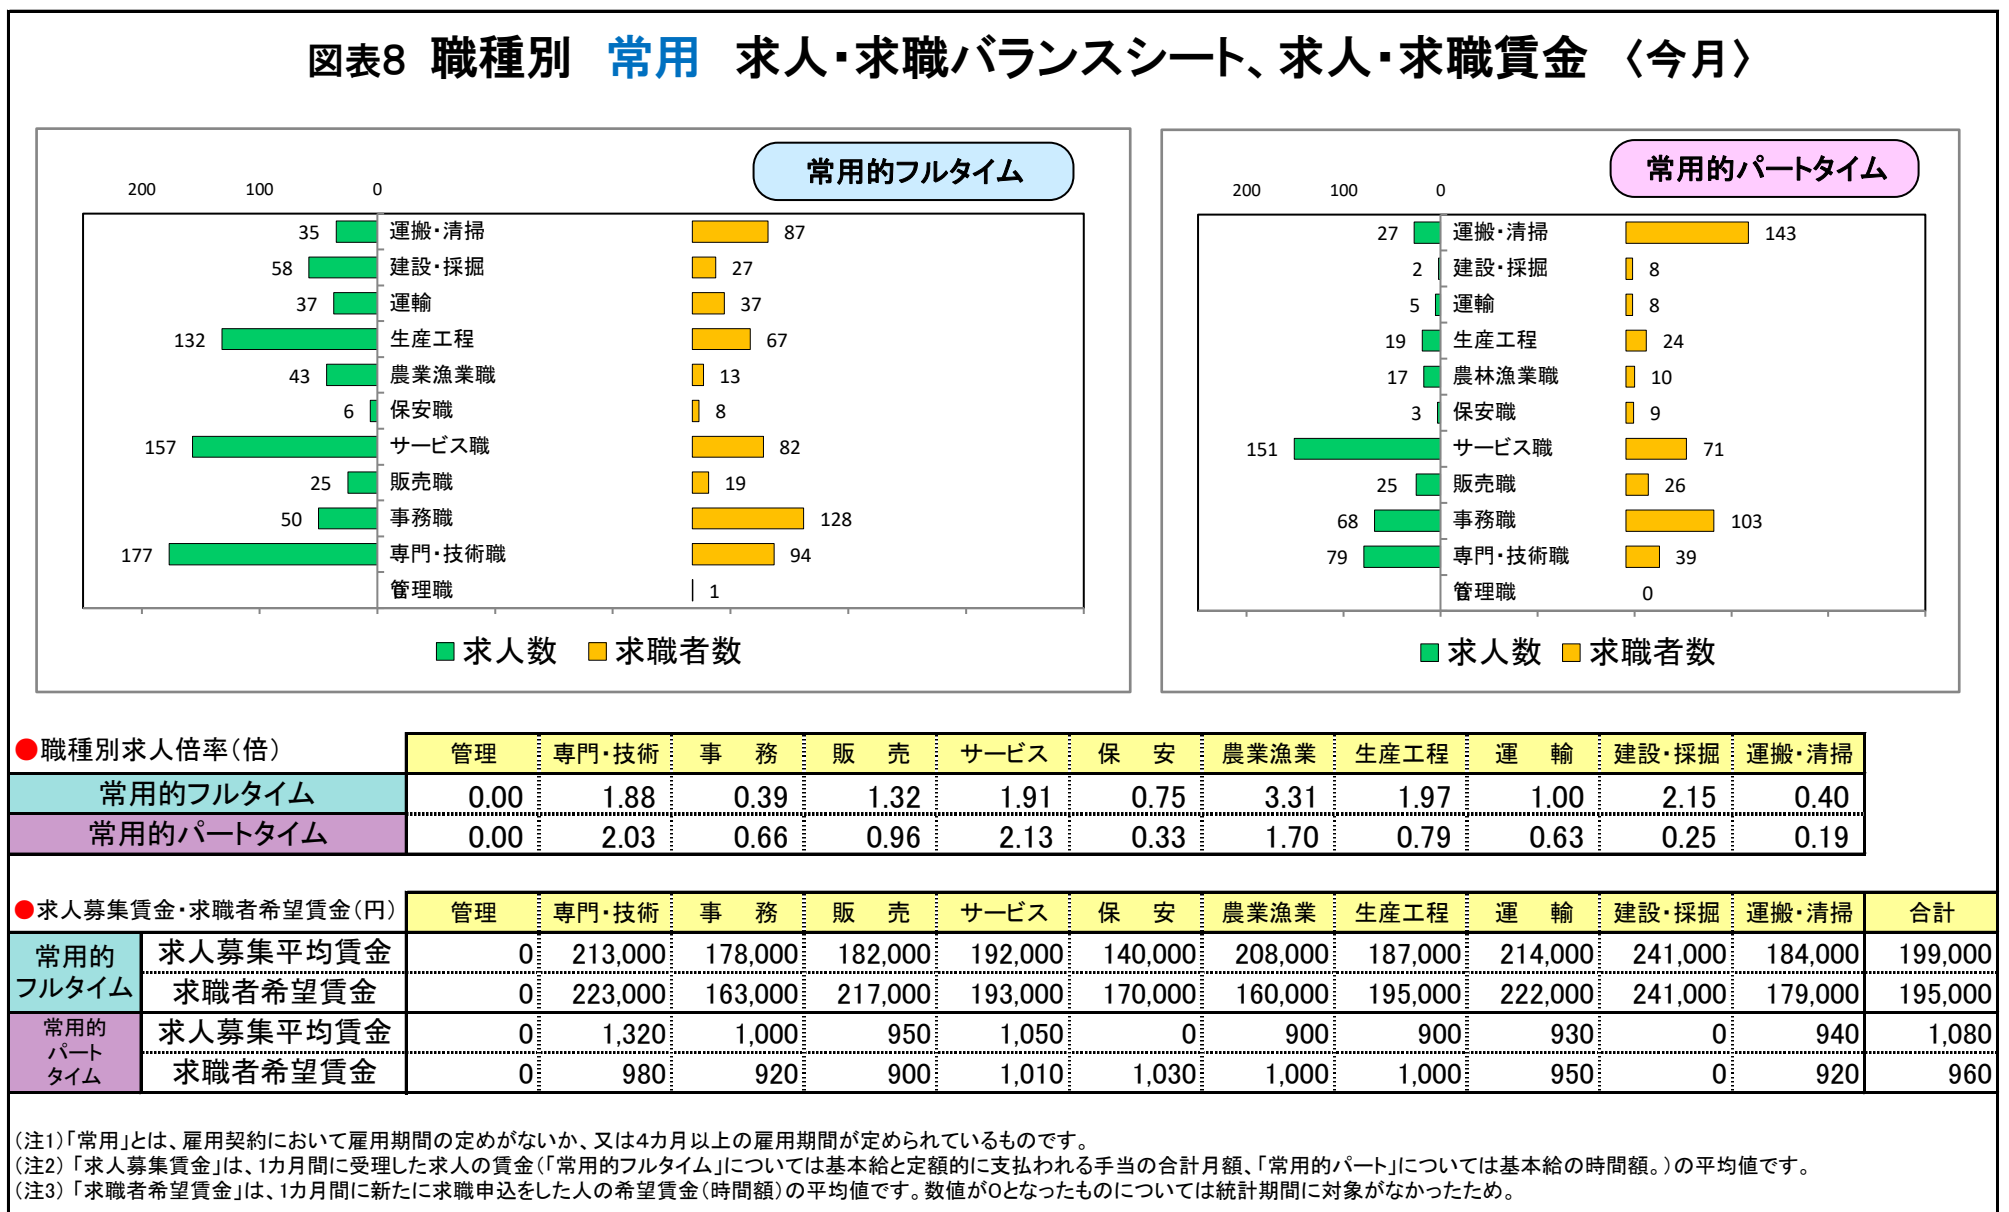 図表8 職種別　常用　求人・求職バランスシート、求人・求職賃金 〈今月〉
常用的フルタイム
200 100 0
35 運搬・清掃 87
58 建設・採掘 27
37 運輸 37
132 生産工程 67
43 農業漁業職 13
6 保安職 8
157 サービス職 82
25 販売職 19
50 事務職 128
177 専門・技術職 94
管理職 1
求人数 求職者数
常用的パートタイム
200 100 0
27 運搬・清掃 143
2 建設・採掘 8
5 運輸 8
19 生産工程 24
17 農林漁業職 10
3 保安職 9
151 サービス職 71
25 販売職 26
68 事務職 103
79 専門・技術職 39
管理職 0
求人数 求職者数
●職種別求人倍率（倍） 管理 専門・技術 事　務 販　売 サービス 保　安 農業漁業 生産工程 運　輸 建設・採掘 運搬・清掃
常用的フルタイム 0.00 1.88 0.39 1.32 1.91 0.75 3.31 1.97 1.00 2.15 0.40
常用的パートタイム 0.00 2.03 0.66 0.96 2.13 0.33 1.70 0.79 0.63 0.25 0.19
●求人募集賃金・求職者希望賃金（円） 管理 専門・技術 事　務 販　売 サービス 保　安 農業漁業 生産工程 運　輸 建設・採掘 運搬・清掃 合計
常用的
フルタイム
求人募集平均賃金 0 213,000 178,000 182,000 192,000 140,000 208,000 187,000 214,000 241,000 184,000 199,000
求職者希望賃金 0 223,000 163,000 217,000 193,000 170,000 160,000 195,000 222,000 241,000 179,000 195,000
常用的
パート
タイム
求人募集平均賃金 0 1,320 1,000 950 1,050 0 900 900 930 0 940 1,080
求職者希望賃金 0 980 920 900 1,010 1,030 1,000 1,000 950 0 920 960
（注1）「常用」とは、雇用契約において雇用期間の定めがないか、又は4カ月以上の雇用期間が定められているものです。
（注2）「求人募集賃金」は、1カ月間に受理した求人の賃金（「常用的フルタイム」については基本給と定額的に支払われる手当の合計月額、「常用的パート」については基本給の時間額。）の平均値です。
（注3）「求職者希望賃金」は、1カ月間に新たに求職申込をした人の希望賃金（時間額）の平均値です。数値が0となったものについては統計期間に対象がなかったため。